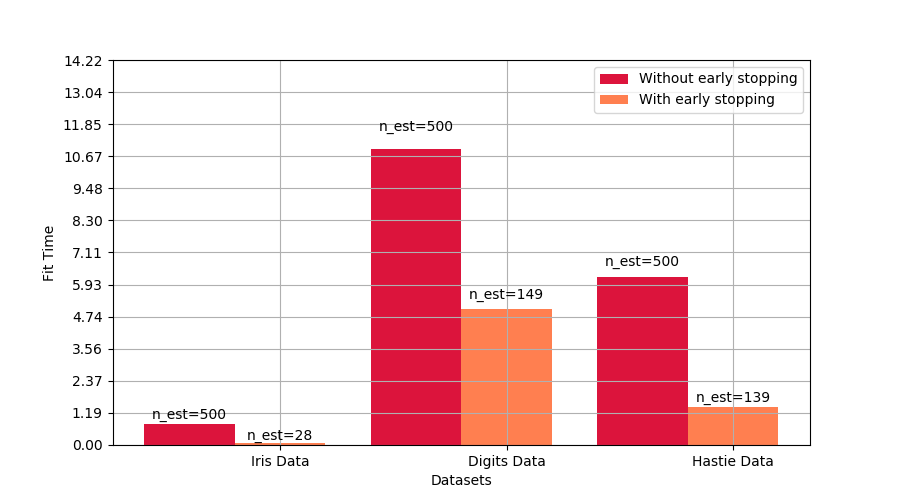 14.22
13.04
11.85
10.67
9.48
8.30
7.11
5.93
4.74
3.56
2.37
1.19
0.00
Fit Time
Without early stopping
With early stopping
n_est=500
n_est=28
n_est=500
n_est=149
n_est=500
n_est=139
Iris Data
Digits Data
Hastie Data
Datasets